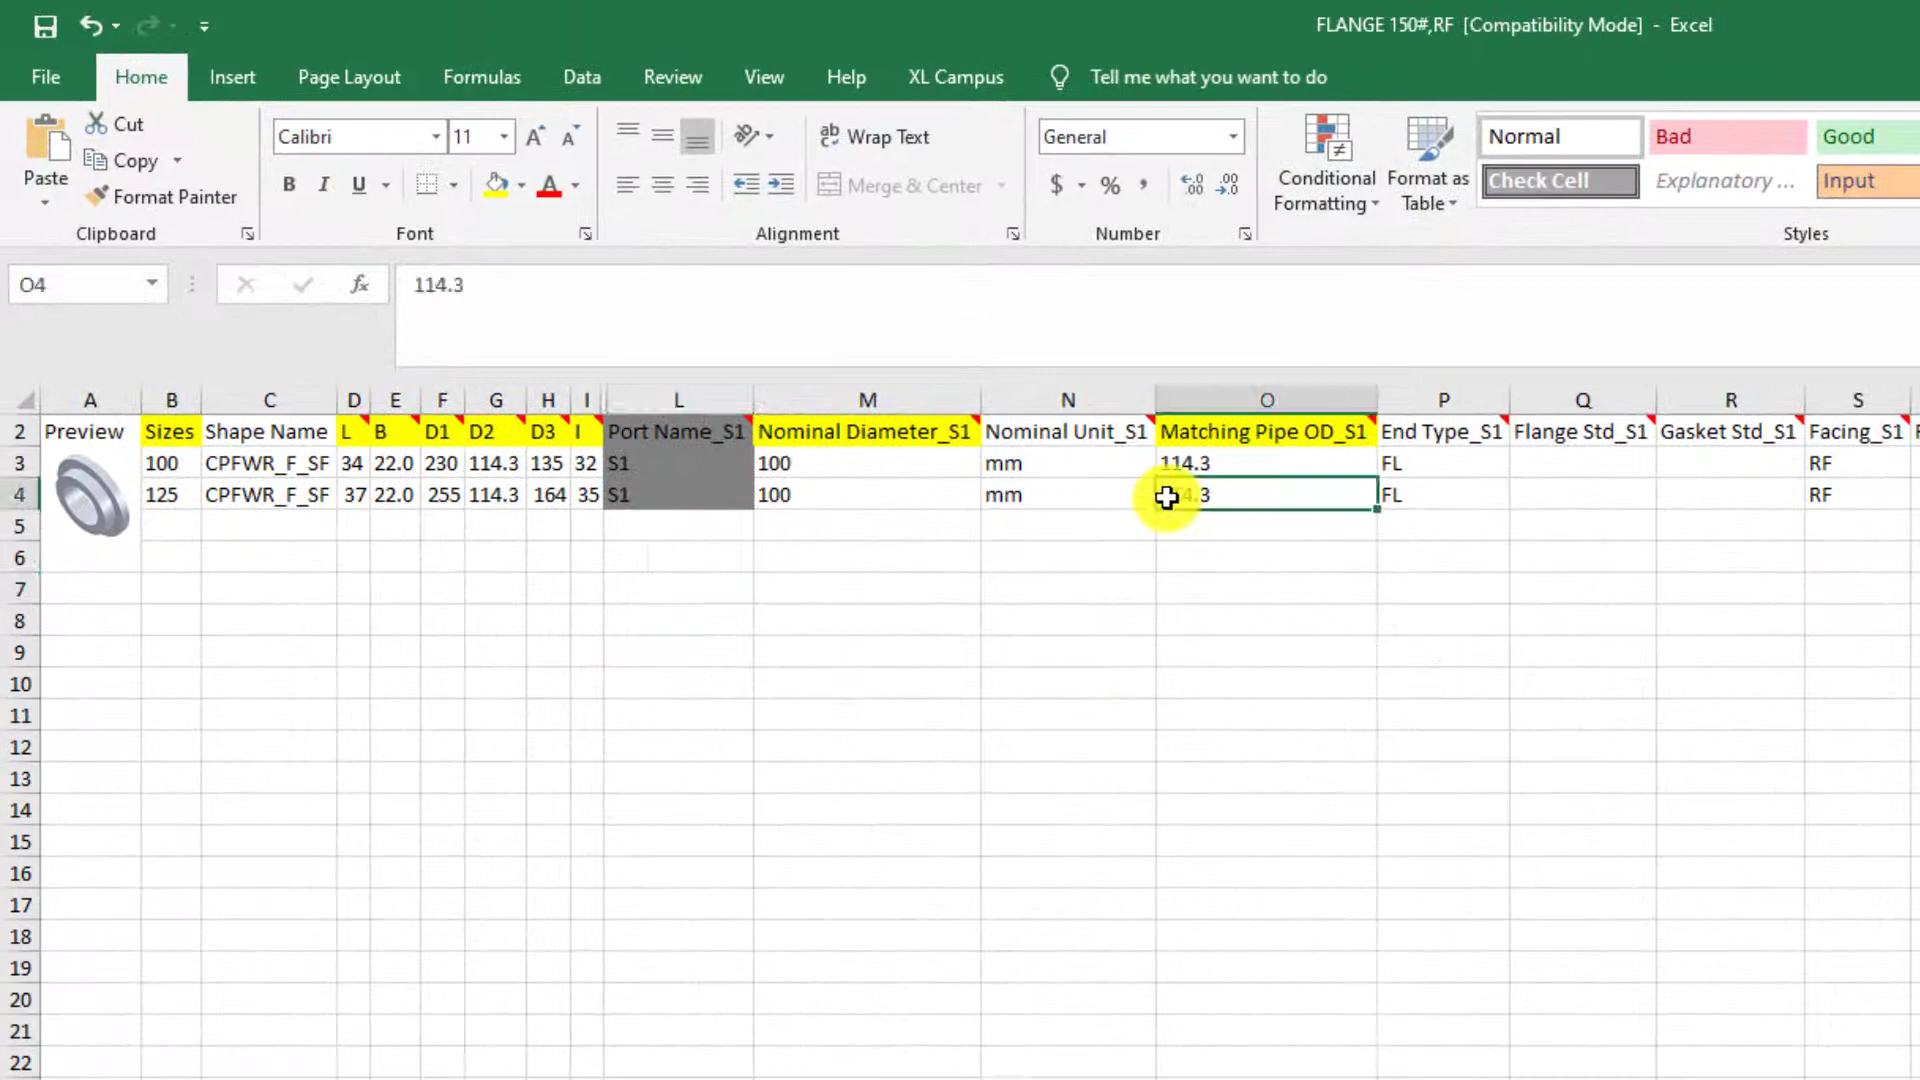 FLANGE 150#,RF [Compatibility Mode] - Excel
File Home Insert Page Layout Formulas Data Review View Help XL Campus Tell me what you want to do
Paste
Cut
Copy
Format Painter
Clipboard
Calibri 11 A A
B I U A
Font
Wrap Text
Merge & Center
Alignment
General
$ % ,
Number
Conditional Formatting
Format as Table
Normal Bad Good
Check Cell Explanatory ... Input
Styles
O4 fx 114.3
A B C D E F G H I L M N O P Q R S
2 Preview Sizes Shape Name L B D1 D2 D3 I Port Name_S1 Nominal Diameter_S1 Nominal Unit_S1 Matching Pipe OD_S1 End Type_S1 Flange Std_S1 Gasket Std_S1 Facing_S1
3 100 CPFWR_F_SF 34 22.0 230 114.3 135 32 S1 100 mm 114.3 FL RF
4 125 CPFWR_F_SF 37 22.0 255 114.3 164 35 S1 100 mm 114.3 FL RF
5
6
7
8
9
10
11
12
13
14
15
16
17
18
19
20
21
22